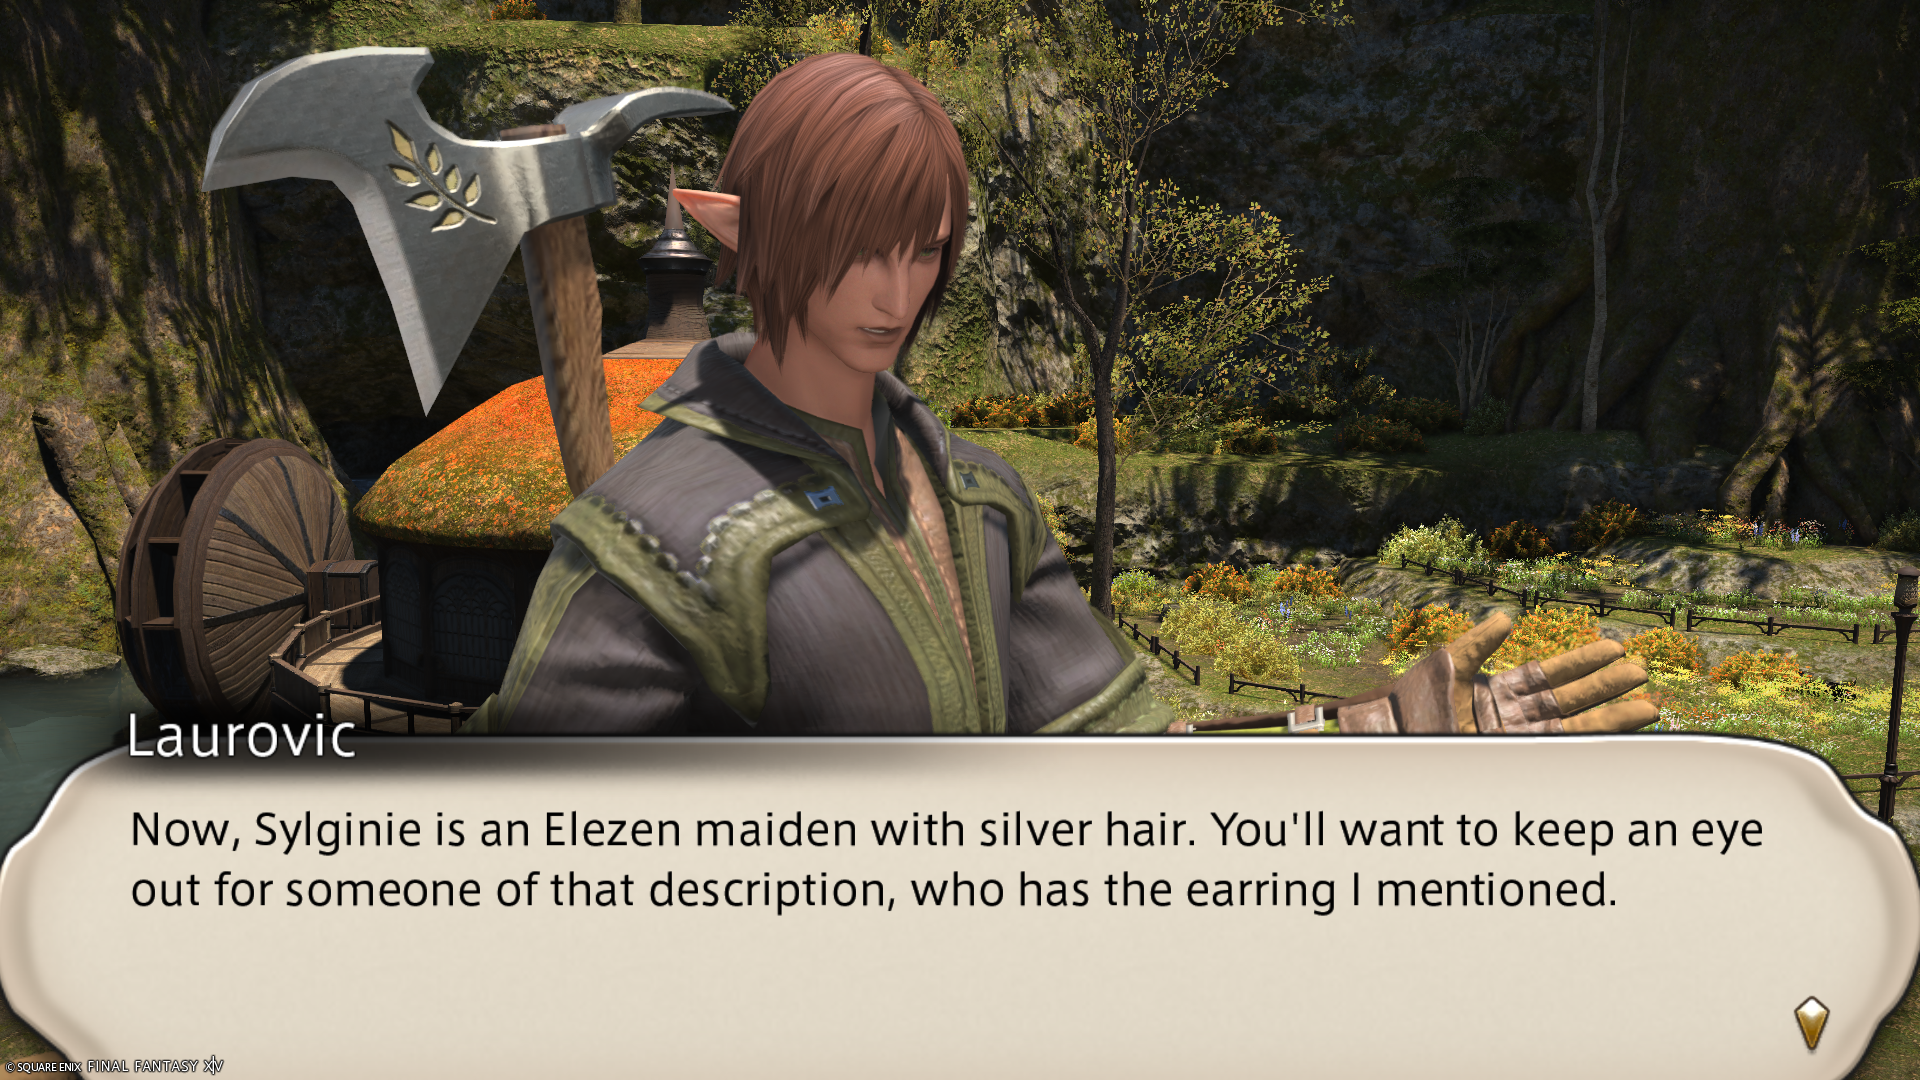 Laurovic
Now, Sylginie is an Elezen maiden with silver hair. You'll want to keep an eye
out for someone of that description, who has the earring I mentioned.
© SQUARE ENIX FINAL FANTASY XIV